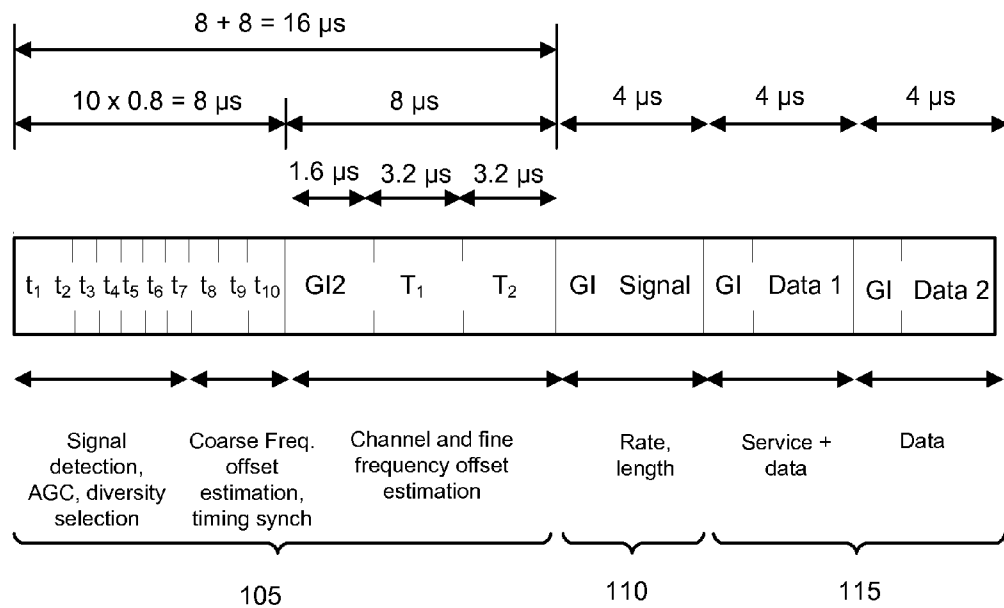 8 + 8 = 16 µs
10 x 0.8 = 8 µs
8 µs
4 µs
4 µs
4 µs
1.6 µs
3.2 µs
3.2 µs
t1 t2 t3 t4 t5 t6 t7 t8 t9 t10 GI2 T1 T2 GI Signal GI Data 1 GI Data 2
Signal
detection,
AGC, diversity
selection
Coarse Freq.
offset
estimation,
timing synch
Channel and fine
frequency offset
estimation
Rate,
length
Service +
data
Data
105
110
115